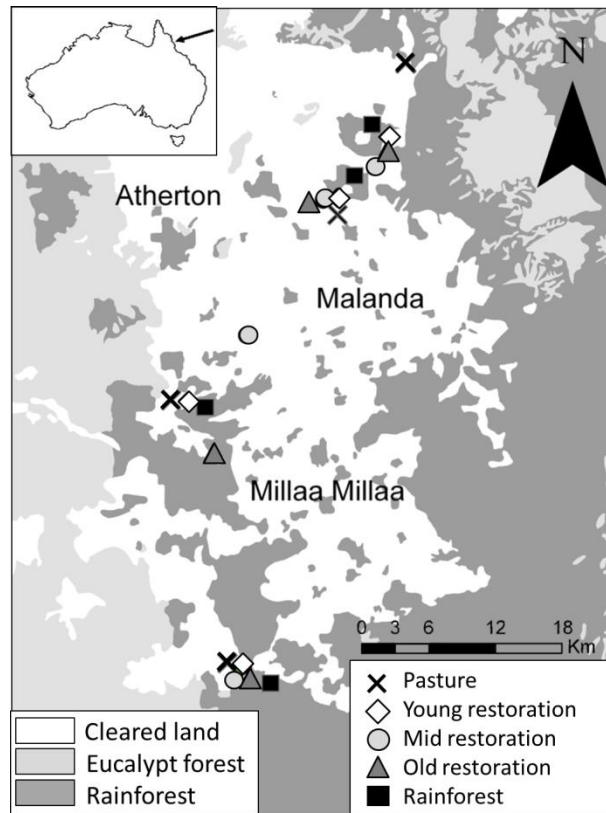 N
Atherton
Malanda
Millaa Millaa
0 3 6 12 18
Km
Cleared land
Eucalypt forest
Rainforest
Pasture
Young restoration
Mid restoration
Old restoration
Rainforest